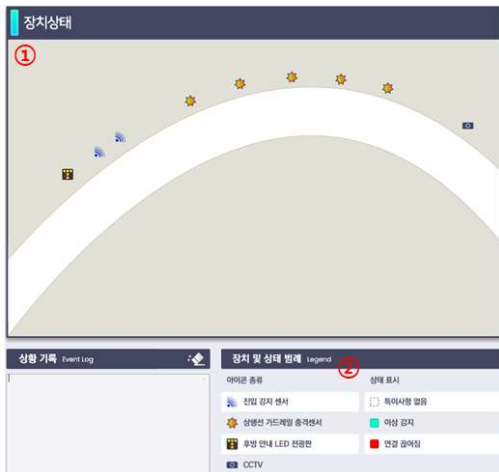 장치상태
①
상황 기록 Event Log
장치 및 상태 범례 Legend
②
아이콘 종류 상태 표시
진입 감지 센서 특이사항 없음
상행선 가드레일 충격센서 이상 감지
후방 안내 LED 전광판 연결 끊어짐
CCTV